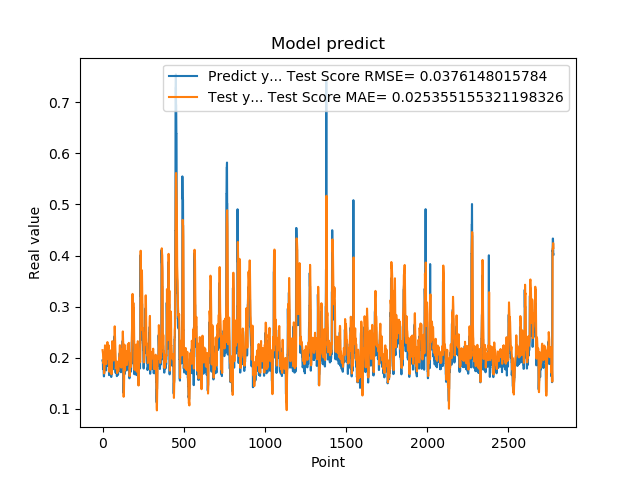 Model predict
Predict y... Test Score RMSE= 0.0376148015784
Test y... Test Score MAE= 0.025355155321198326
0.7
0.6
0.5
0.4
0.3
0.2
0.1
Real value
0 500 1000 1500 2000 2500
Point